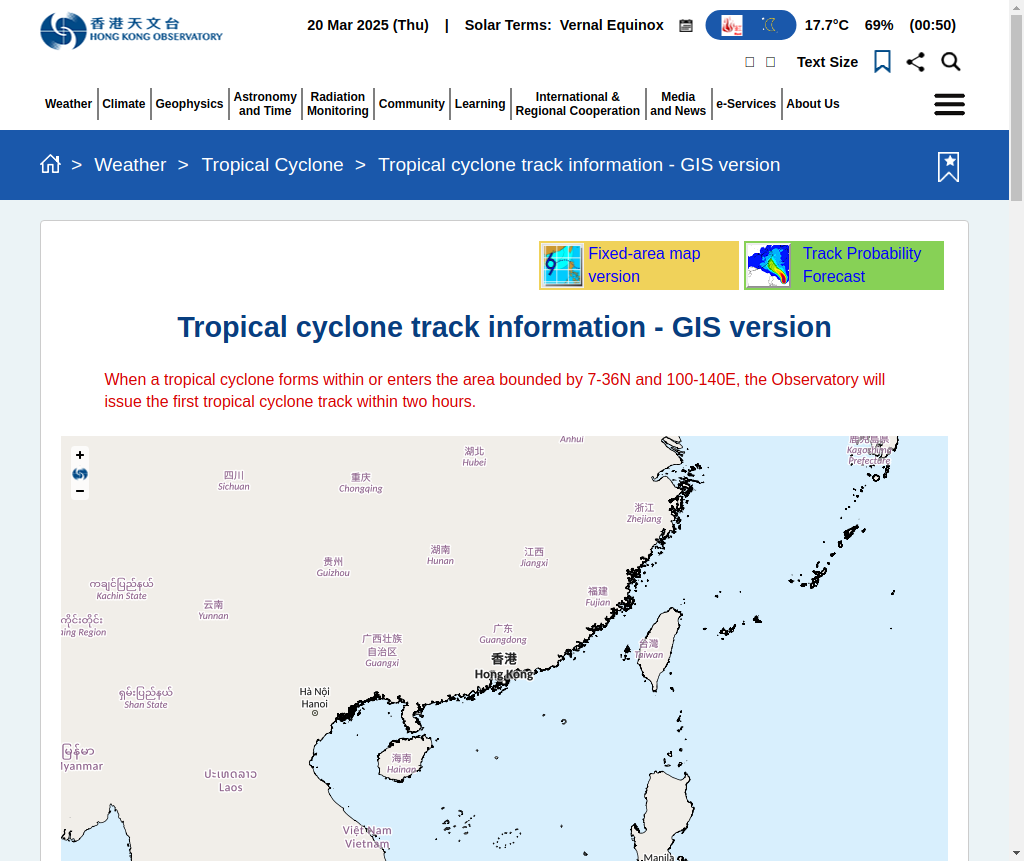 香港天文台
HONG KONG OBSERVATORY
20 Mar 2025 (Thu) | Solar Terms: Vernal Equinox 17.7°C 69% (00:50)
Text Size
Weather
Climate
Geophysics
Astronomy
and Time
Radiation
Monitoring
Community
Learning
International &
Regional Cooperation
Media
and News
e-Services
About Us
> Weather > Tropical Cyclone > Tropical cyclone track information - GIS version
Fixed-area map
version
Track Probability
Forecast
Tropical cyclone track information - GIS version
When a tropical cyclone forms within or enters the area bounded by 7-36N and 100-140E, the Observatory will
issue the first tropical cyclone track within two hours.
+
−
Anhui
湖北
Hubei
Kagoshima
Prefecture
四川
Sichuan
重庆
Chongqing
浙江
Zhejiang
湖南
Hunan
江西
Jiangxi
贵州
Guizhou
ကချင်ပြည်နယ်
Kachin State
福建
Fujian
云南
Yunnan
ကိုင်းတိုင်း
ing Region
广东
Guangdong
广西壮族
自治区
Guangxi
台灣
Taiwan
香港
Hong Kong
ရှမ်းပြည်နယ်
Shan State
Hà Nội
Hanoi
မြန်မာ
Myanmar
海南
Hainan
ປະເທດລາວ
Laos
Việt Nam
Vietnam
Manila